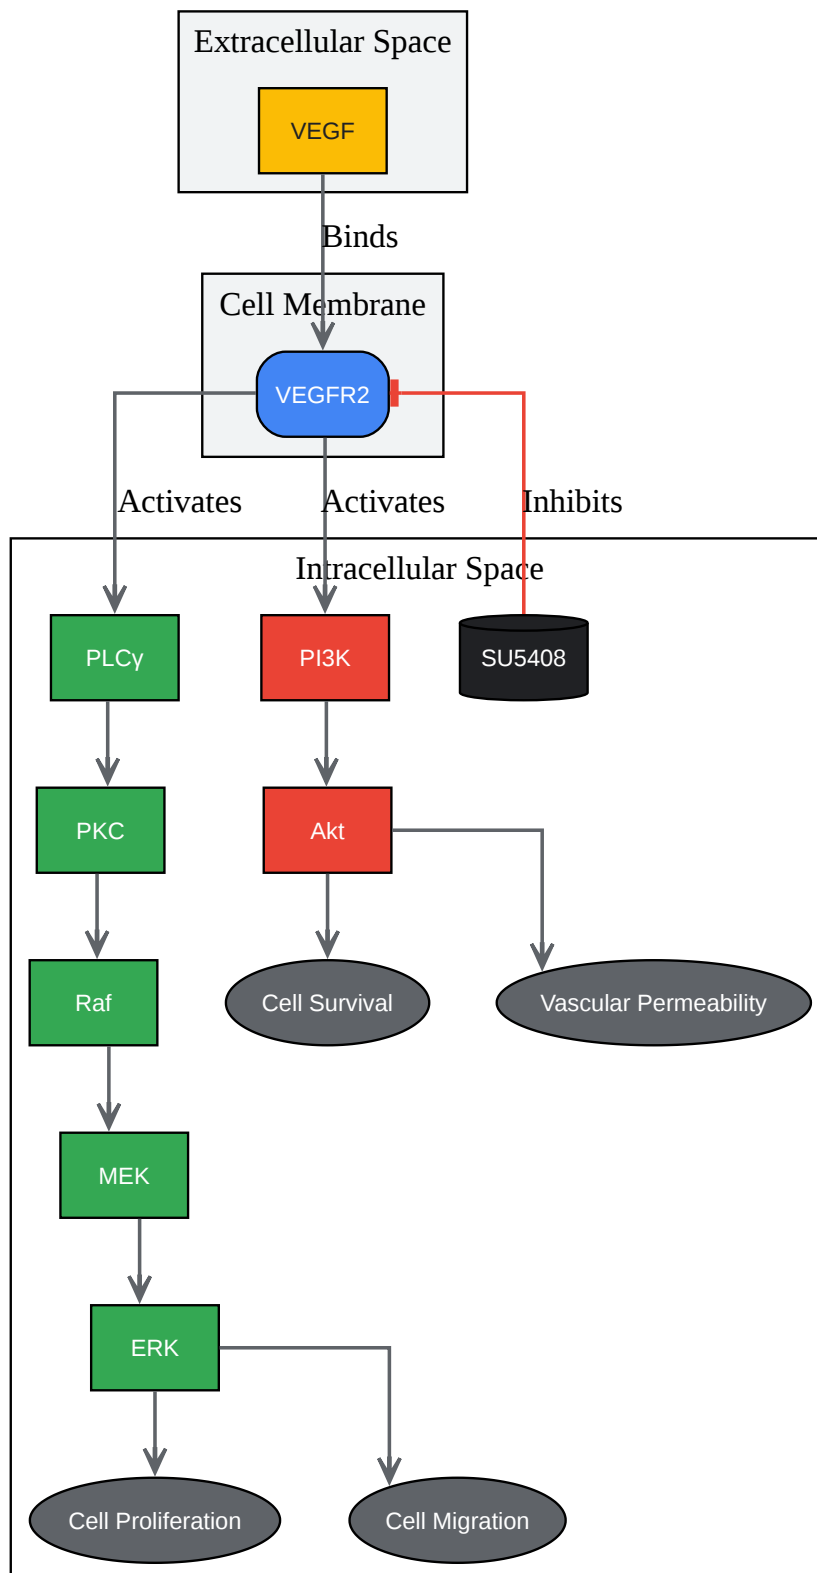 Extracellular Space
VEGF
Binds
Cell Membrane
VEGFR2
Activates
Activates
Inhibits
Intracellular Space
PLCγ
PI3K
SU5408
PKC
Akt
Raf
Cell Survival
Vascular Permeability
MEK
ERK
Cell Proliferation
Cell Migration